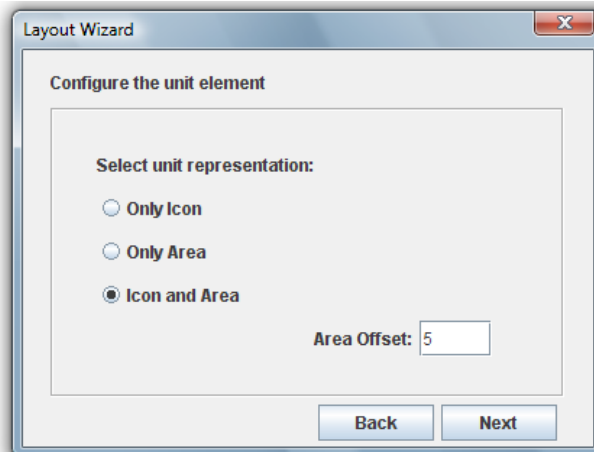 Layout Wizard
Configure the unit element
Select unit representation:
Only Icon
Only Area
Icon and Area
Area Offset: 5
Back Next